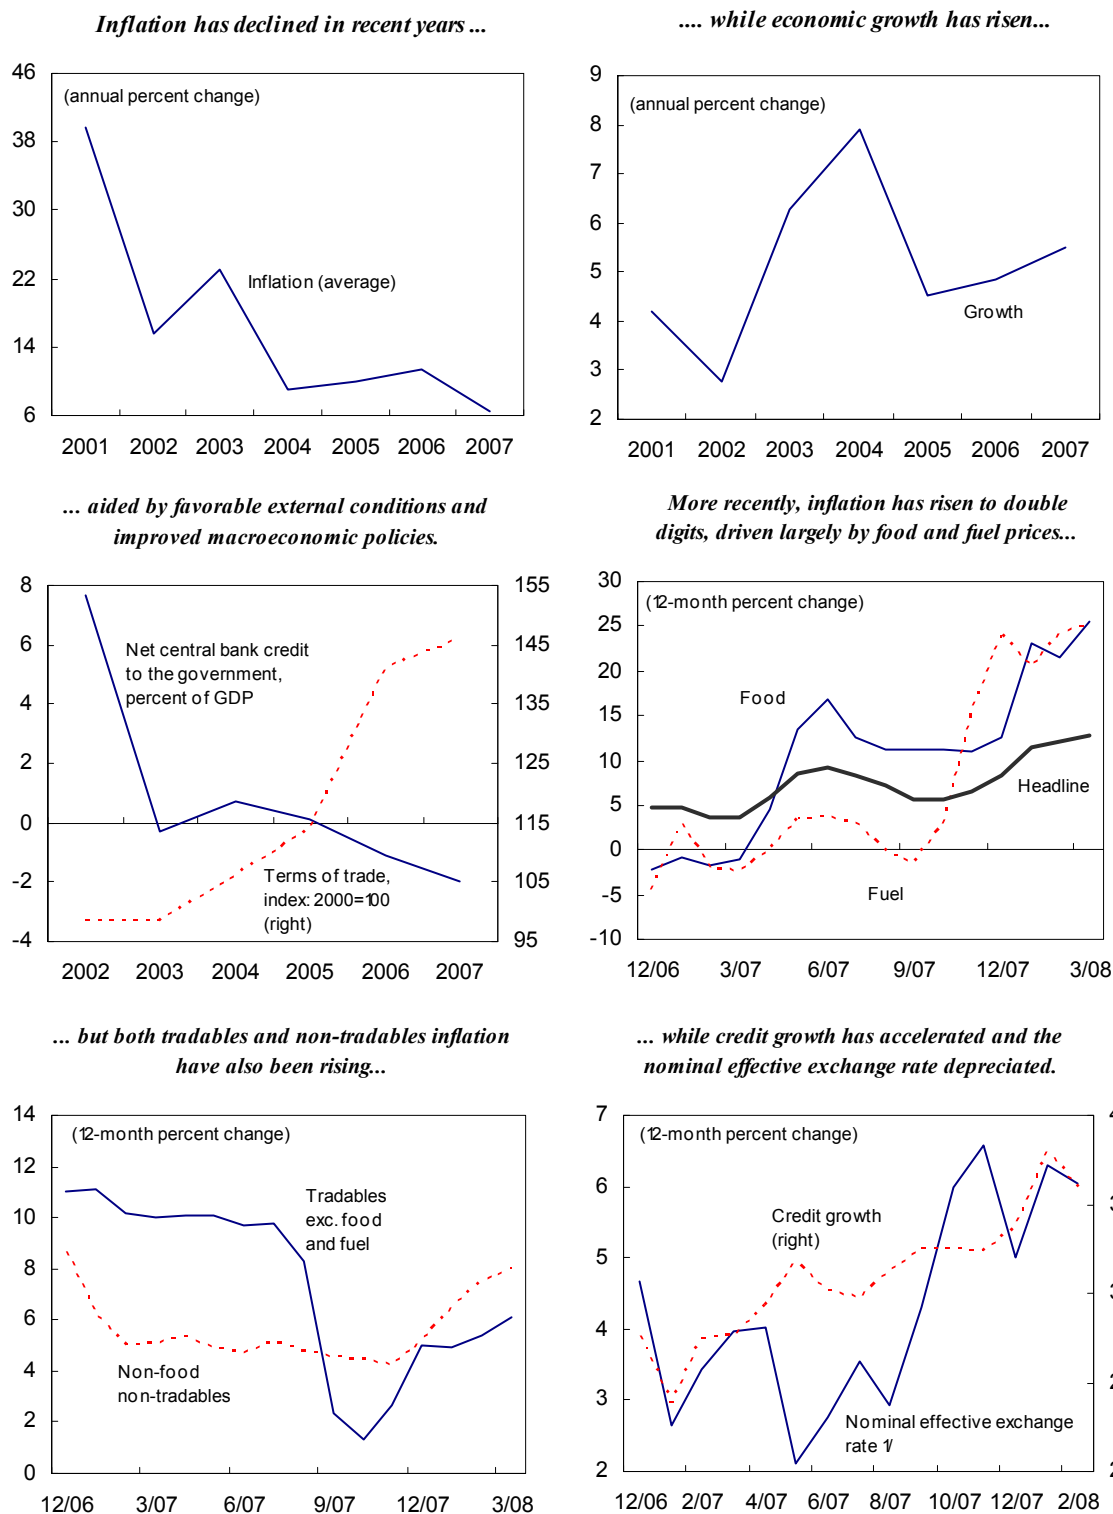 Inflation has declined in recent years ...
46
38
30
22
14
6
(annual percent change)
Inflation (average)
2001 2002 2003 2004 2005 2006 2007
.... while economic growth has risen...
9
8
7
6
5
4
3
2
(annual percent change)
Growth
2001 2002 2003 2004 2005 2006 2007
... aided by favorable external conditions and
improved macroeconomic policies.
8
6
4
2
0
-2
-4
155
145
135
125
115
105
95
Net central bank credit
to the government,
percent of GDP
Terms of trade,
index: 2000=100
(right)
2002 2003 2004 2005 2006 2007
More recently, inflation has risen to double
digits, driven largely by food and fuel prices...
30
25
20
15
10
5
0
-5
-10
(12-month percent change)
Food
Headline
Fuel
12/06 3/07 6/07 9/07 12/07 3/08
... but both tradables and non-tradables inflation
have also been rising...
14
12
10
8
6
4
2
0
(12-month percent change)
Tradables
exc. food
and fuel
Non-food
non-tradables
12/06 3/07 6/07 9/07 12/07 3/08
... while credit growth has accelerated and the
nominal effective exchange rate depreciated.
7
6
5
4
3
2
(12-month percent change)
Credit growth
(right)
Nominal effective exchange
rate 1/
12/06 2/07 4/07 6/07 8/07 10/07 12/07 2/08